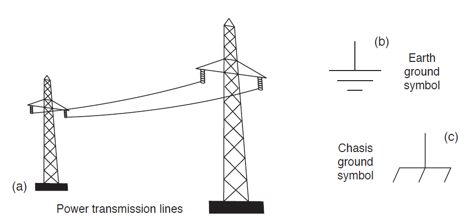 (a)
Power transmission lines
(b)
Earth
ground
symbol
Chasis
ground
symbol
(c)